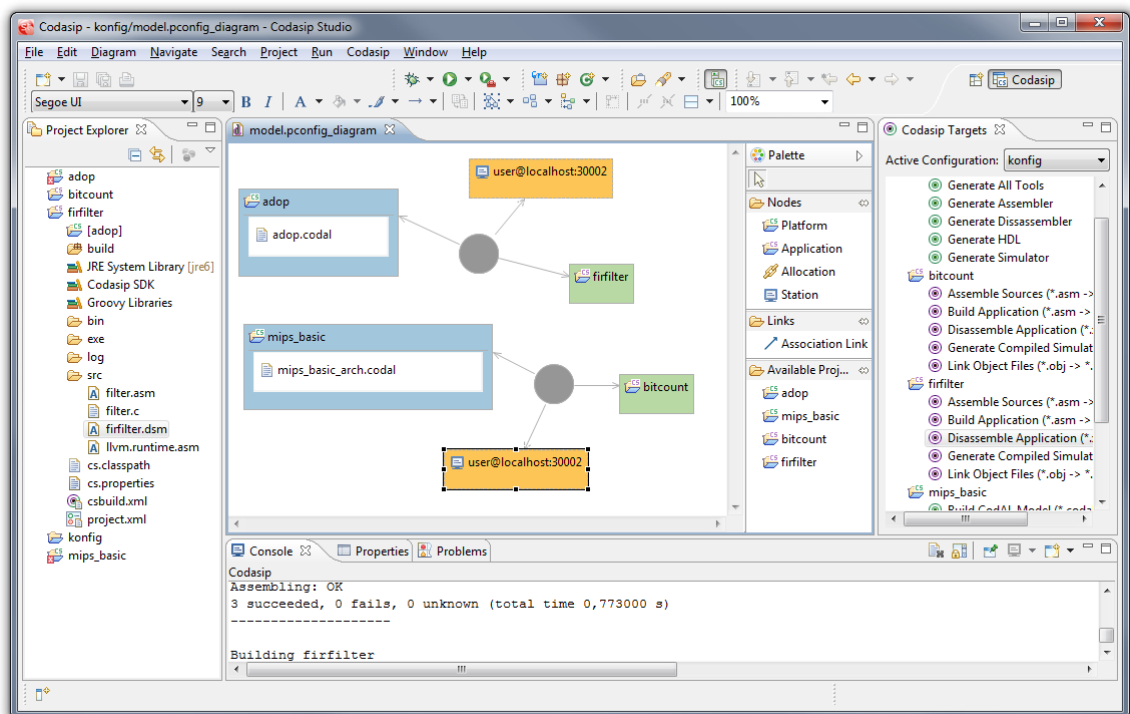 Codasip - konfig/model.pconfig_diagram - Codasip Studio
File Edit Diagram Navigate Search Project Run Codasip Window Help
Codasip
Segoe UI 9 B I A 100%
Project Explorer
adop
bitcount
firfilter
[adop]
build
JRE System Library [jre6]
Codasip SDK
Groovy Libraries
bin
exe
log
src
filter.asm
filter.c
firfilter.dsm
llvm.runtime.asm
cs.classpath
cs.properties
csbuild.xml
project.xml
konfig
mips_basic
model.pconfig_diagram
user@localhost:30002
adop
adop.codal
firfilter
mips_basic
mips_basic_arch.codal
bitcount
user@localhost:30002
Palette
Nodes
Platform
Application
Allocation
Station
Links
Association Link
Available Proj...
adop
mips_basic
bitcount
firfilter
Codasip Targets
Active Configuration: konfig
Generate All Tools
Generate Assembler
Generate Dissassembler
Generate HDL
Generate Simulator
bitcount
Assemble Sources (*.asm ->
Build Application (*.asm ->
Disassemble Application (*.
Generate Compiled Simulat
Link Object Files (*.obj -> *.
firfilter
Assemble Sources (*.asm ->
Build Application (*.asm ->
Disassemble Application (*.
Generate Compiled Simulat
Link Object Files (*.obj -> *.
mips_basic
Build CodAL Model (*.coda
Console Properties Problems
Codasip
Assembling: OK
3 succeeded, 0 fails, 0 unknown (total time 0,773000 s)
--------------------
Building firfilter